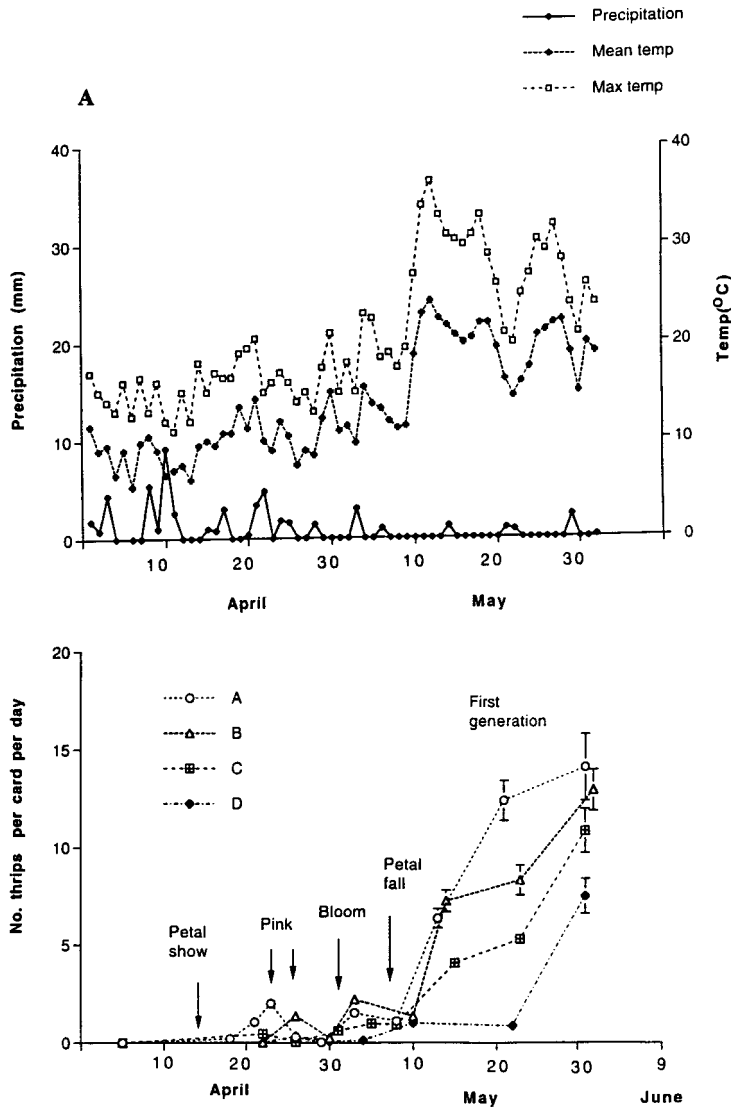 Precipitation
Mean temp
Max temp
A
40
30
20
10
0
Precipitation (mm)
40
30
20
10
0
Temp(ºC)
10 20 30 10 20 30
April May
20
15
10
5
0
No. thrips per card per day
A
B
C
D
First
generation
Petal
show
Pink
Bloom
Petal
fall
10 20 30 10 20 30 9
April May June